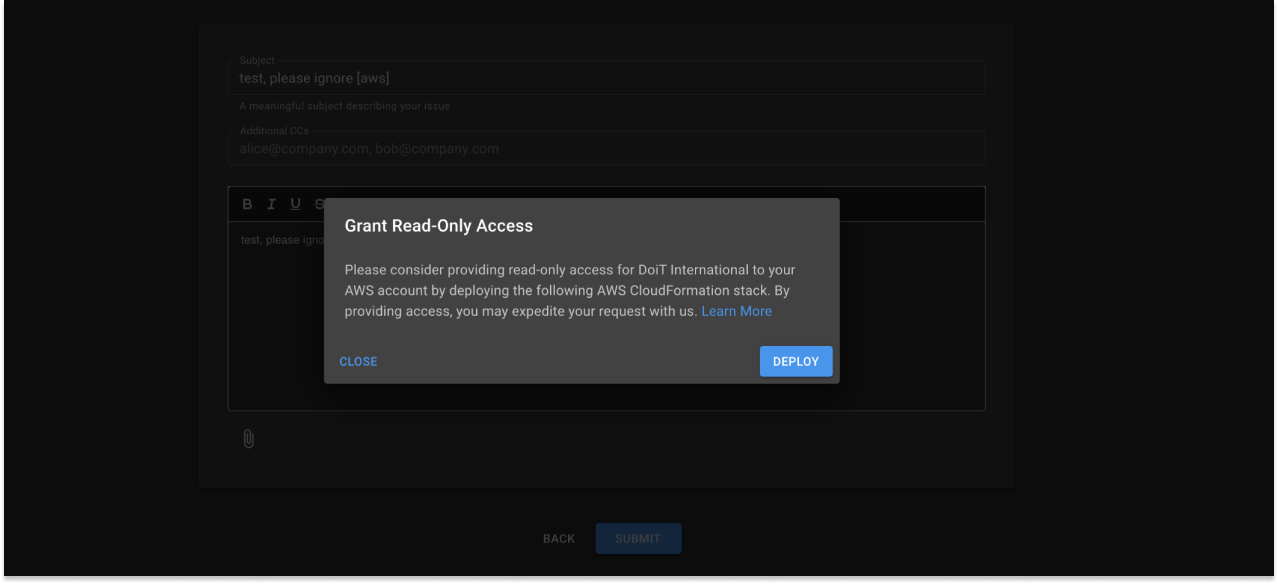 Subject
test, please ignore [aws]
A meaningful subject describing your issue
Additional CCs
alice@company.com, bob@company.com
B I U S
test, please igno
Grant Read-Only Access
Please consider providing read-only access for DoiT International to your
AWS account by deploying the following AWS CloudFormation stack. By
providing access, you may expedite your request with us. Learn More
CLOSE
DEPLOY
BACK
SUBMIT